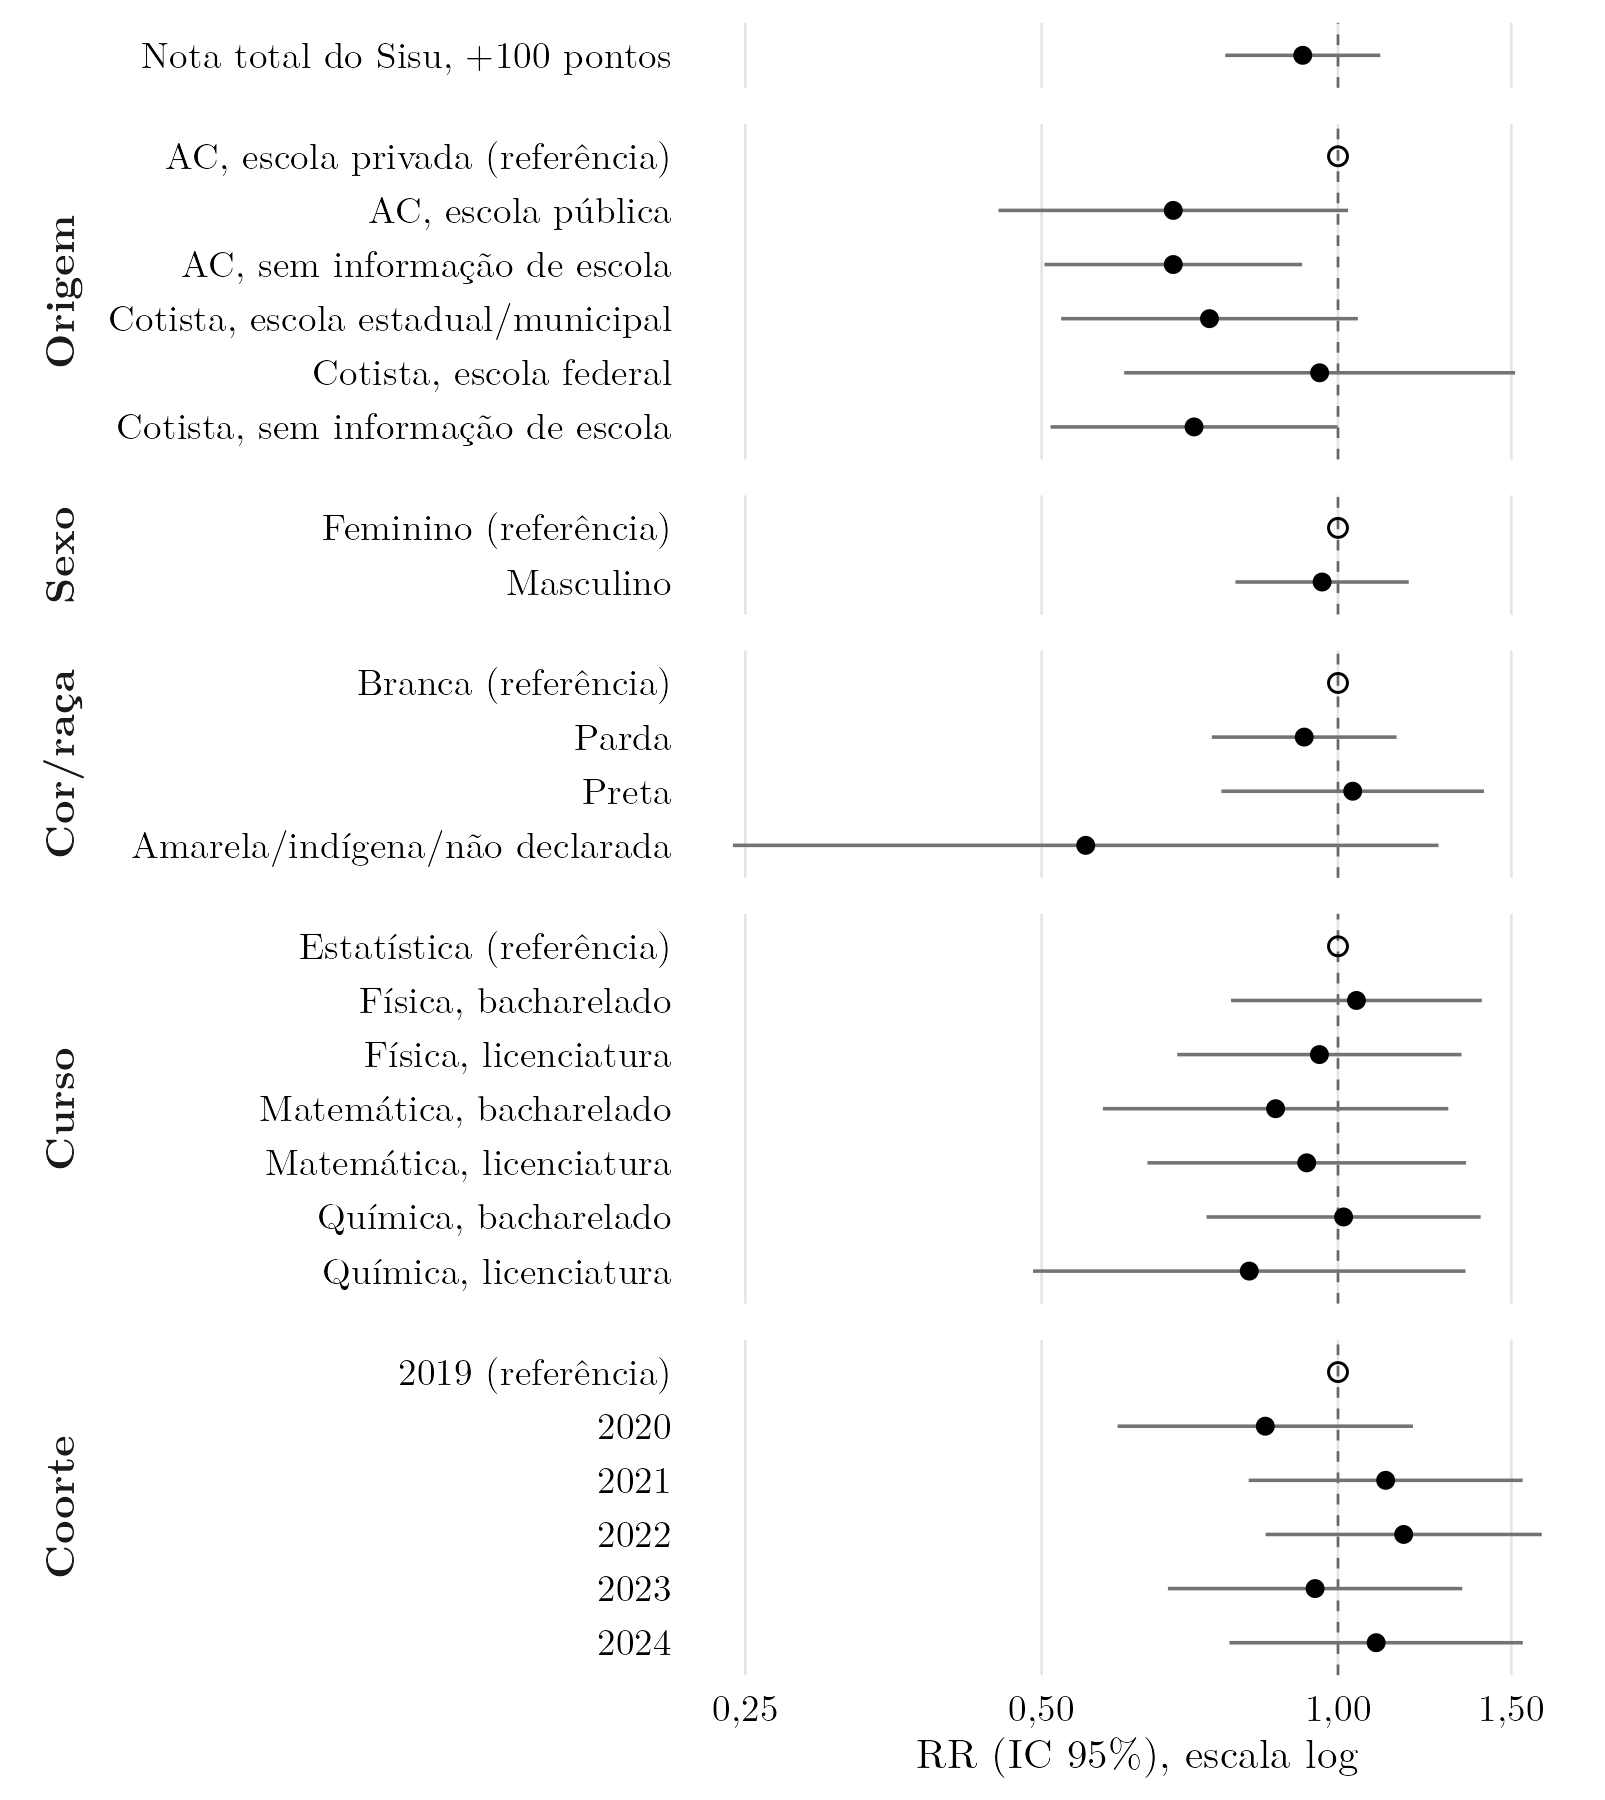 Nota total do Sisu, +100 pontos
Origem
AC, escola privada (referência)
AC, escola pública
AC, sem informação de escola
Cotista, escola estadual/municipal
Cotista, escola federal
Cotista, sem informação de escola
Sexo
Feminino (referência)
Masculino
Cor/raça
Branca (referência)
Parda
Preta
Amarela/indígena/não declarada
Curso
Estatística (referência)
Física, bacharelado
Física, licenciatura
Matemática, bacharelado
Matemática, licenciatura
Química, bacharelado
Química, licenciatura
Coorte
2019 (referência)
2020
2021
2022
2023
2024
0,25 0,50 1,00 1,50
RR (IC 95%), escala log